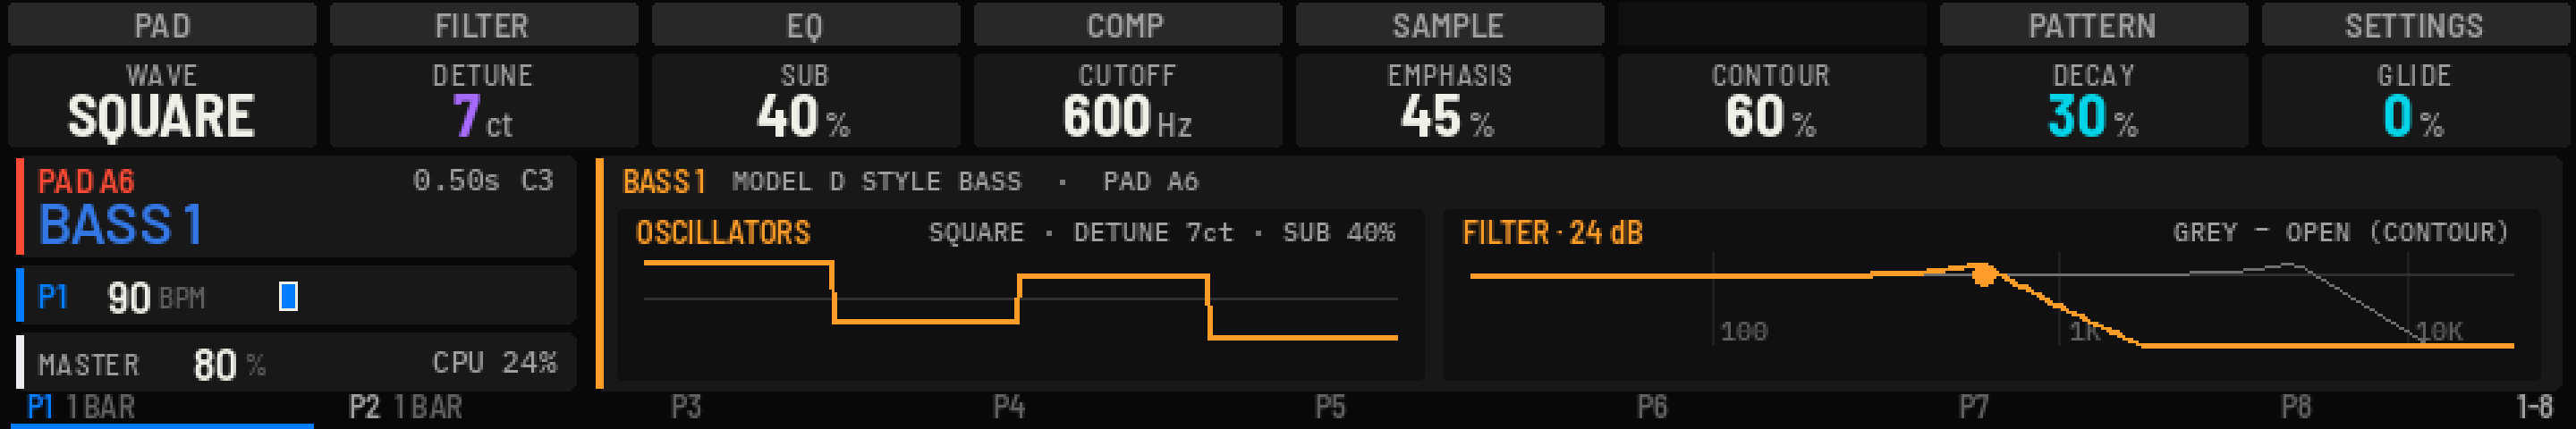 PAD FILTER EQ COMP SAMPLE PATTERN SETTINGS
WAVE DETUNE SUB CUTOFF EMPHASIS CONTOUR DECAY GLIDE
SQUARE 7 ct 40 % 600 Hz 45 % 60 % 30 % 0 %
PAD A6 0.50s C3
BASS 1
P1 90 BPM
MASTER 80 % CPU 24%
BASS 1 MODEL D STYLE BASS · PAD A6
OSCILLATORS SQUARE · DETUNE 7ct · SUB 40%
FILTER · 24 dB GREY – OPEN (CONTOUR)
100 1K 10K
P1 1 BAR P2 1 BAR P3 P4 P5 P6 P7 P8 1-8